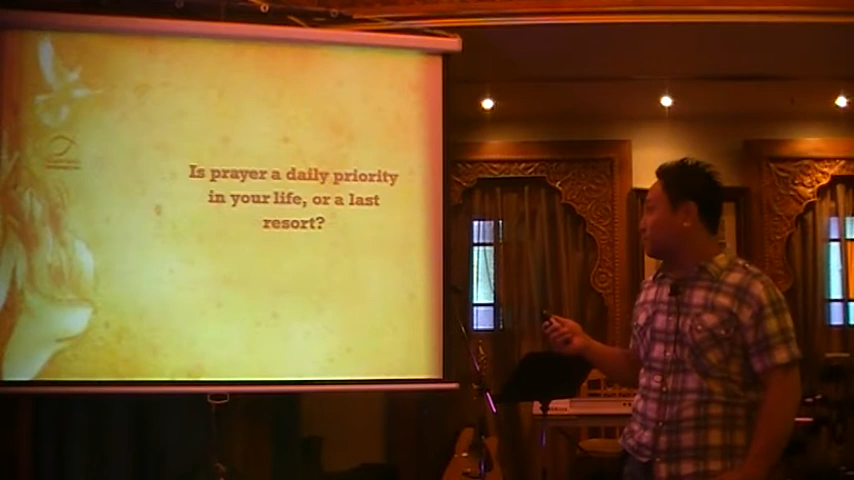 Is prayer a daily priority
in your life, or a last
resort?